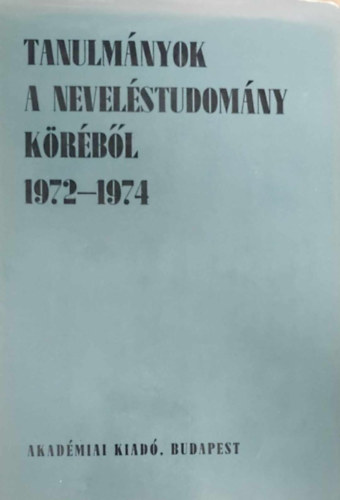 TANULMÁNYOK
A NEVELÉSTUDOMÁNY
KÖRÉBŐL
1972—1974
AKADÉMIAI KIADÓ, BUDAPEST